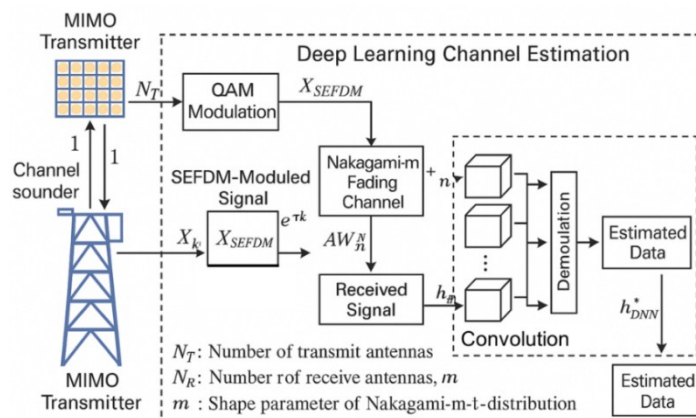 MIMO
Transmitter
Deep Learning Channel Estimation
N_T
QAM
Modulation
X_SEFDM
1
1
Channel
sounder
SEFDM-Moduled
Signal
Nakagami-m
Fading
Channel
+ n
X_k
X_SEFDM
e^τk
AW_n^N
Received
Signal
h
Demoulation
Estimated
Data
Convolution
h*_DNN
MIMO
Transmitter
N_T: Number of transmit antennas
N_R: Number rof receive antennas, m
m : Shape parameter of Nakagami-m-t-distribution
Estimated
Data